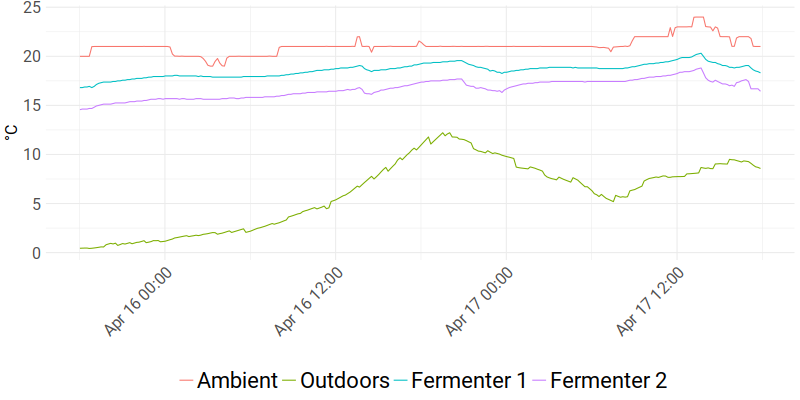 25
20
15
10
5
0
°C
Apr 16 00:00
Apr 16 12:00
Apr 17 00:00
Apr 17 12:00
Ambient Outdoors Fermenter 1 Fermenter 2